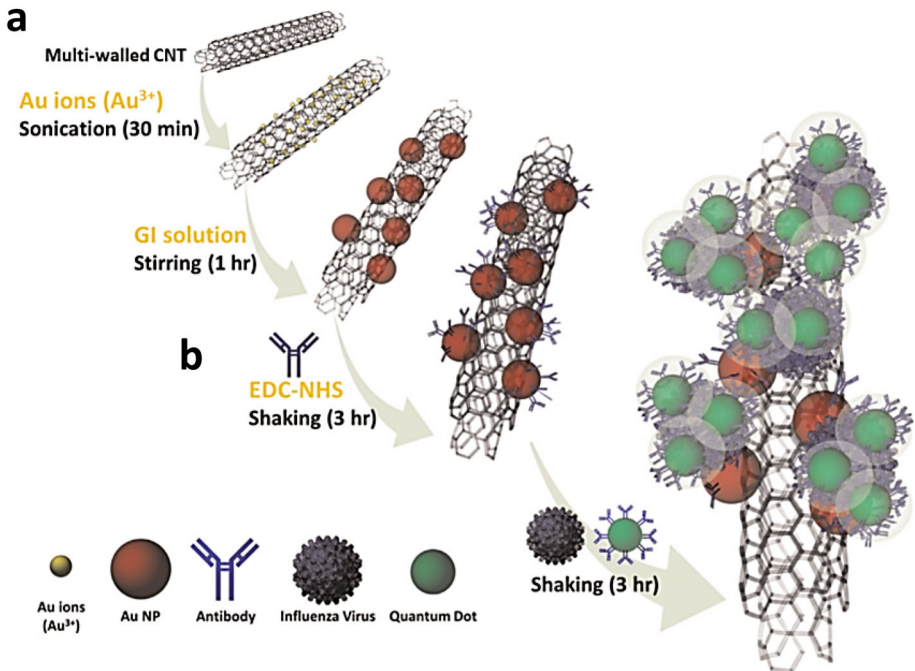 a
Multi-walled CNT
Au ions (Au³⁺)
Sonication (30 min)
GI solution
Stirring (1 hr)
b
EDC-NHS
Shaking (3 hr)
Shaking (3 hr)
Au ions
(Au³⁺)
Au NP
Antibody
Influenza Virus
Quantum Dot